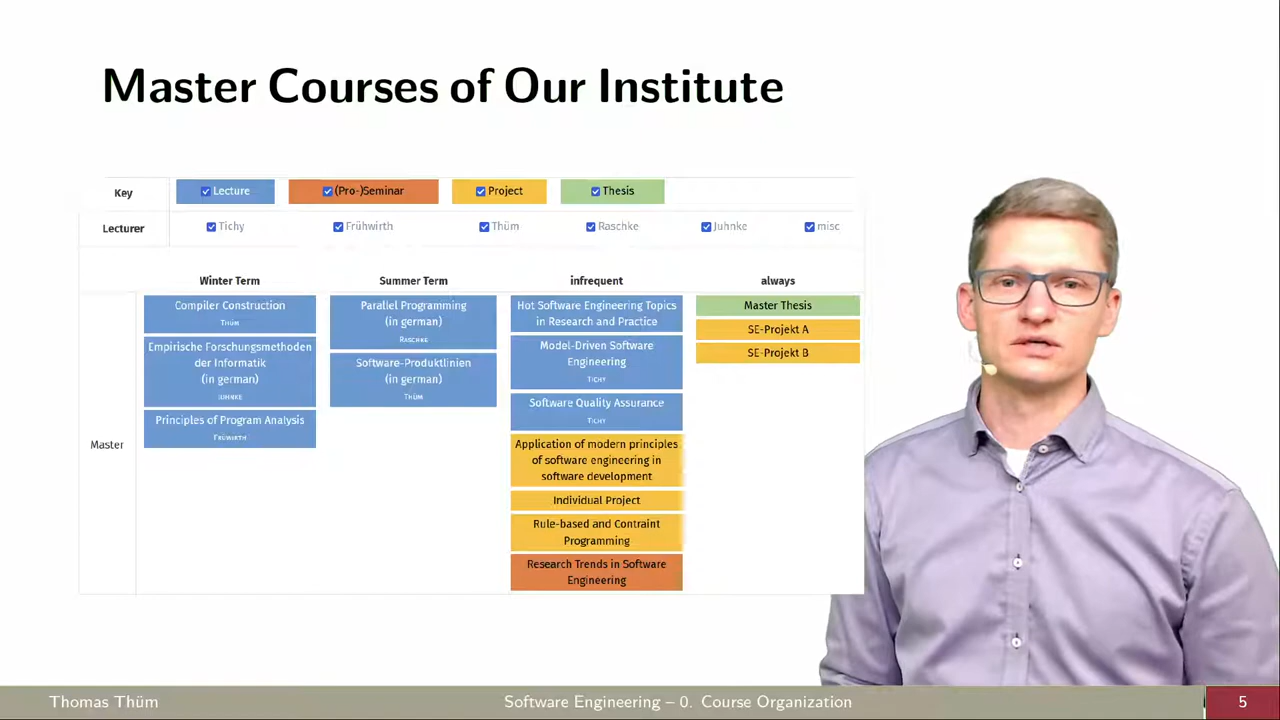 Master Courses of Our Institute
Key
Lecture
(Pro-)Seminar
Project
Thesis
Lecturer
Tichy
Frühwirth
Thüm
Raschke
Juhnke
misc
Winter Term
Summer Term
infrequent
always
Master
Compiler Construction
Thüm
Empirische Forschungsmethoden
der Informatik
(in german)
Juhnke
Principles of Program Analysis
Früwirth
Parallel Programming
(in german)
Raschke
Software-Produktlinien
(in german)
Thüm
Hot Software Engineering Topics
in Research and Practice
Model-Driven Software
Engineering
Tichy
Software Quality Assurance
Tichy
Application of modern principles
of software engineering in
software development
Individual Project
Rule-based and Contraint
Programming
Research Trends in Software
Engineering
Master Thesis
SE-Projekt A
SE-Projekt B
Thomas Thüm
Software Engineering – 0. Course Organization
5